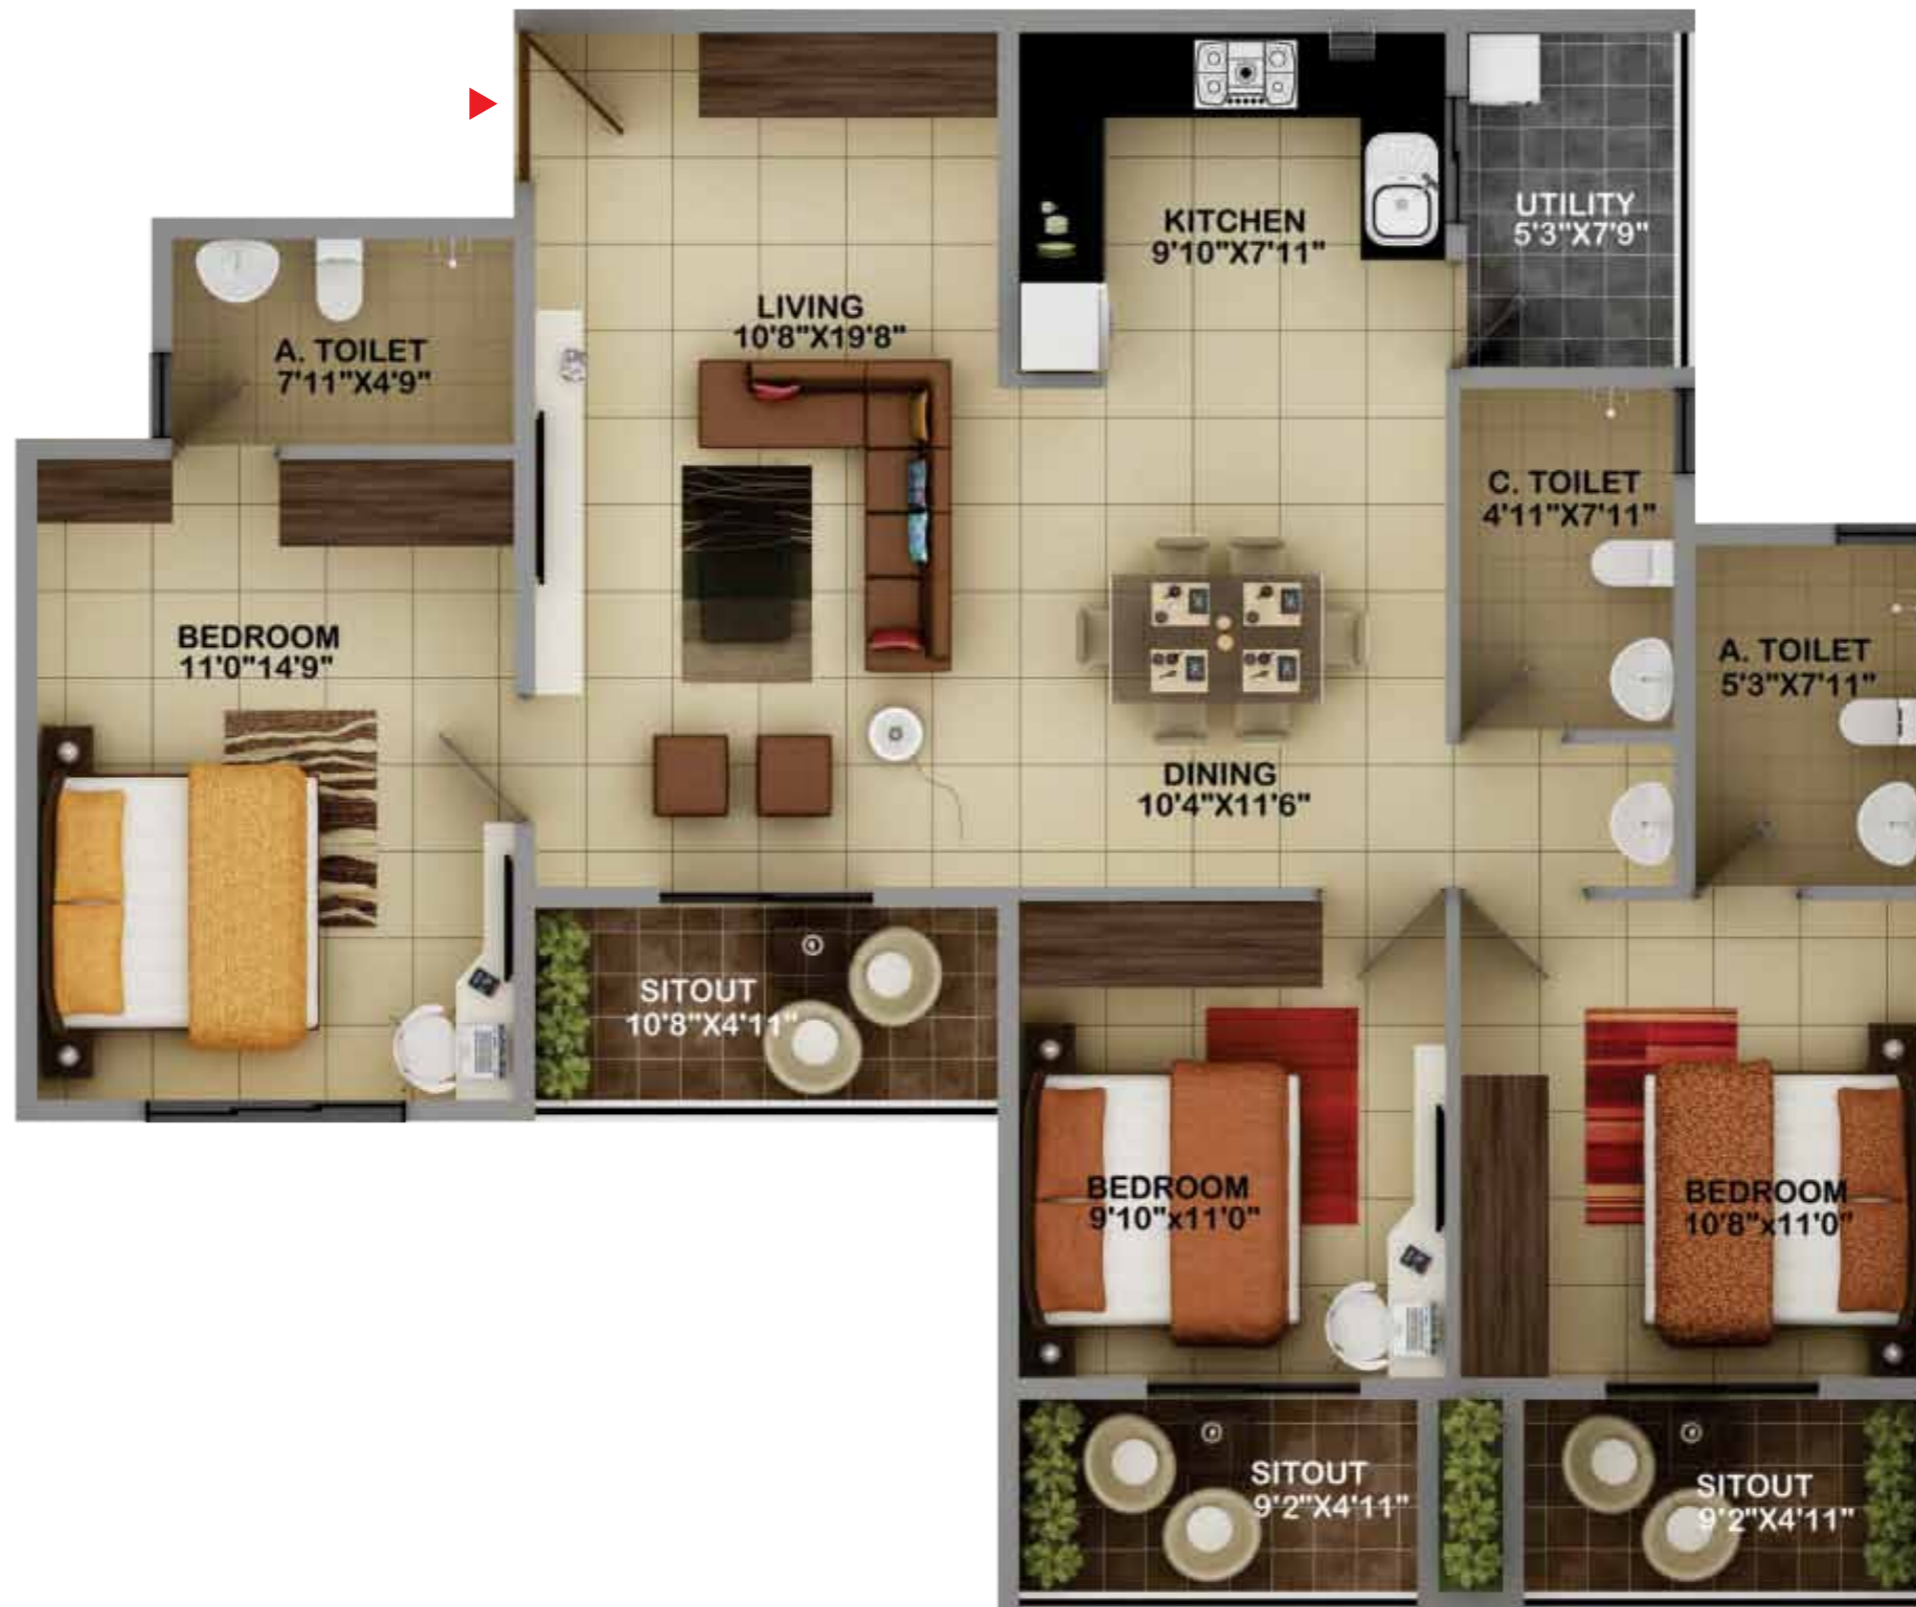 KITCHEN
9'10"X7'11"
UTILITY
5'3"X7'9"
LIVING
10'8"X19'8"
A. TOILET
7'11"X4'9"
C. TOILET
4'11"X7'11"
BEDROOM
11'0"14'9"
A. TOILET
5'3"X7'11"
DINING
10'4"X11'6"
SITOUT
10'8"X4'11"
BEDROOM
9'10"x11'0"
BEDROOM
10'8"x11'0"
SITOUT
9'2"X4'11"
SITOUT
9'2"X4'11"